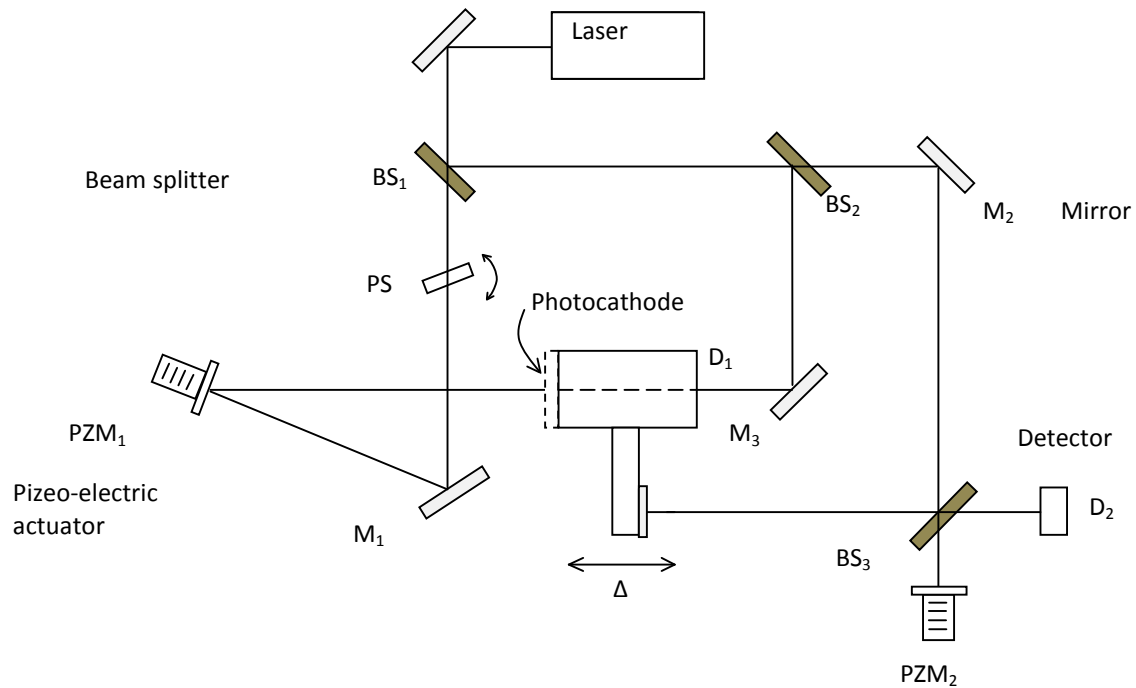 Laser
Beam splitter
BS₁
BS₂
M₂
Mirror
PS
Photocathode
D₁
PZM₁
M₃
Detector
Pizeo-electric
actuator
M₁
D₂
BS₃
Δ
PZM₂